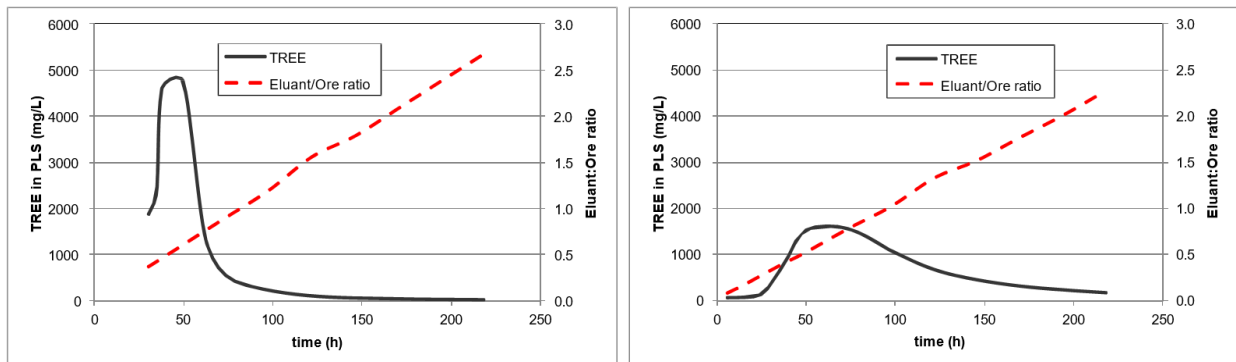 TREE in PLS (mg/L)
6000
5000
4000
3000
2000
1000
0
TREE
Eluant/Ore ratio
3.0
2.5
2.0
1.5
1.0
0.5
0.0
Eluant:Ore ratio
0 50 100 150 200 250
time (h)
TREE in PLS (mg/L)
6000
5000
4000
3000
2000
1000
0
TREE
Eluant/Ore ratio
3.0
2.5
2.0
1.5
1.0
0.5
0.0
Eluant:Ore ratio
0 50 100 150 200 250
time (h)